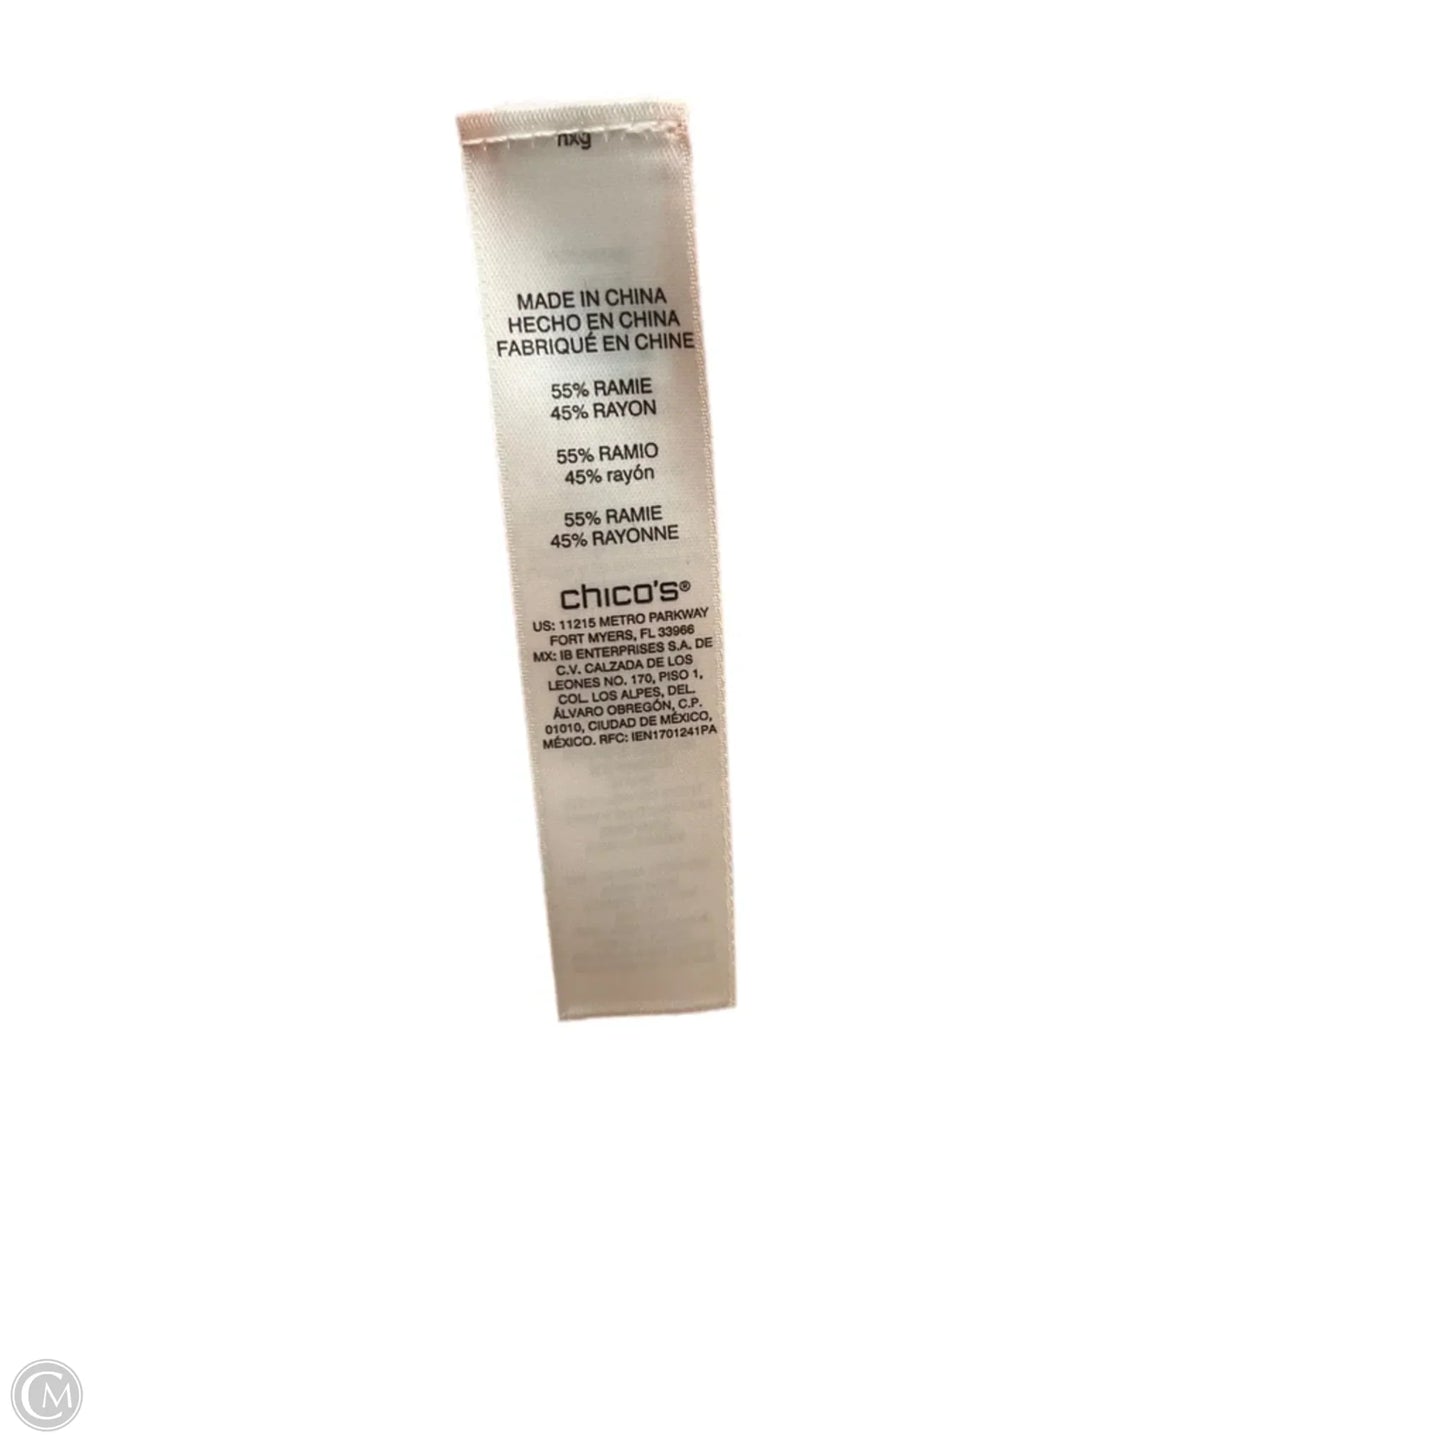 nxg
MADE IN CHINA
HECHO EN CHINA
FABRIQUÉ EN CHINE
55% RAMIE
45% RAYON
55% RAMIO
45% rayón
55% RAMIE
45% RAYONNE
chico's®
US: 11215 METRO PARKWAY
FORT MYERS, FL 33966
MX: IB ENTERPRISES S.A. DE
C.V. CALZADA DE LOS
LEONES NO. 170, PISO 1,
COL. LOS ALPES, DEL.
ÁLVARO OBREGÓN, C.P.
01010, CIUDAD DE MÉXICO,
MÉXICO. RFC: IEN1701241PA
CM